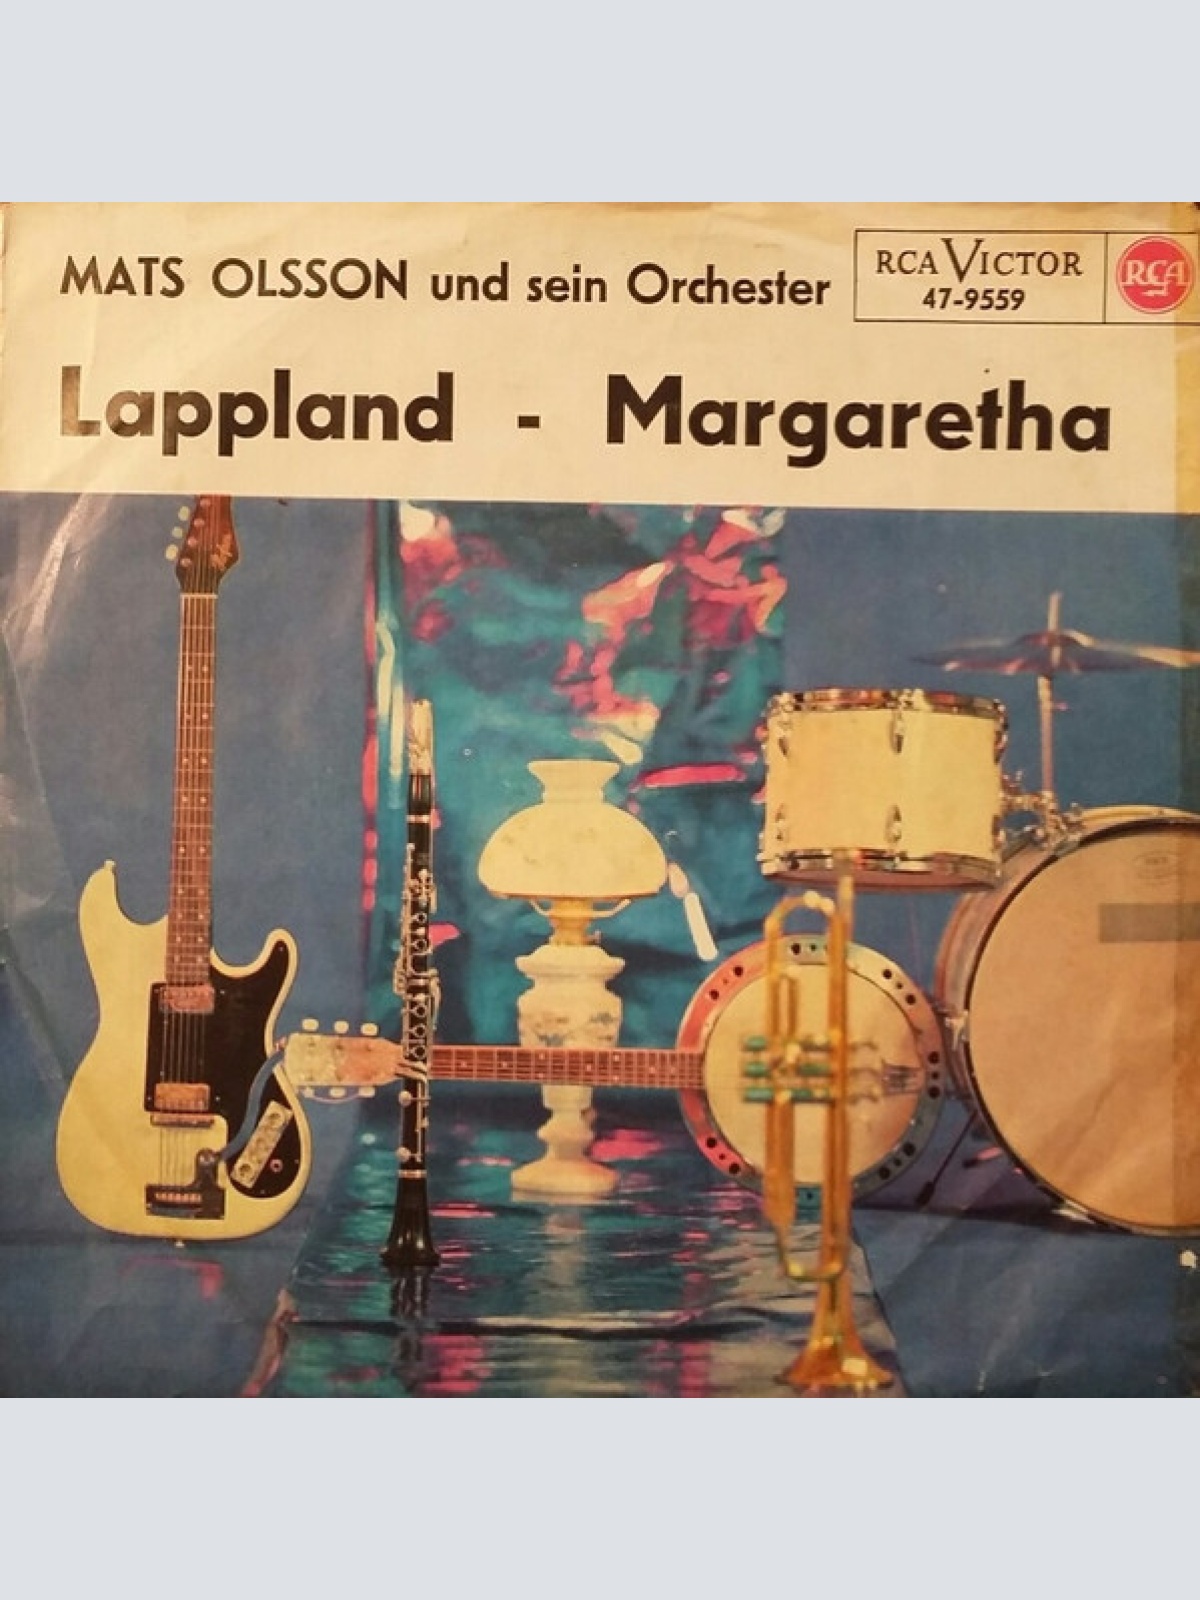 MATS OLSSON und sein Orchester
RCA VICTOR
47-9559
RCA
Lappland - Margaretha